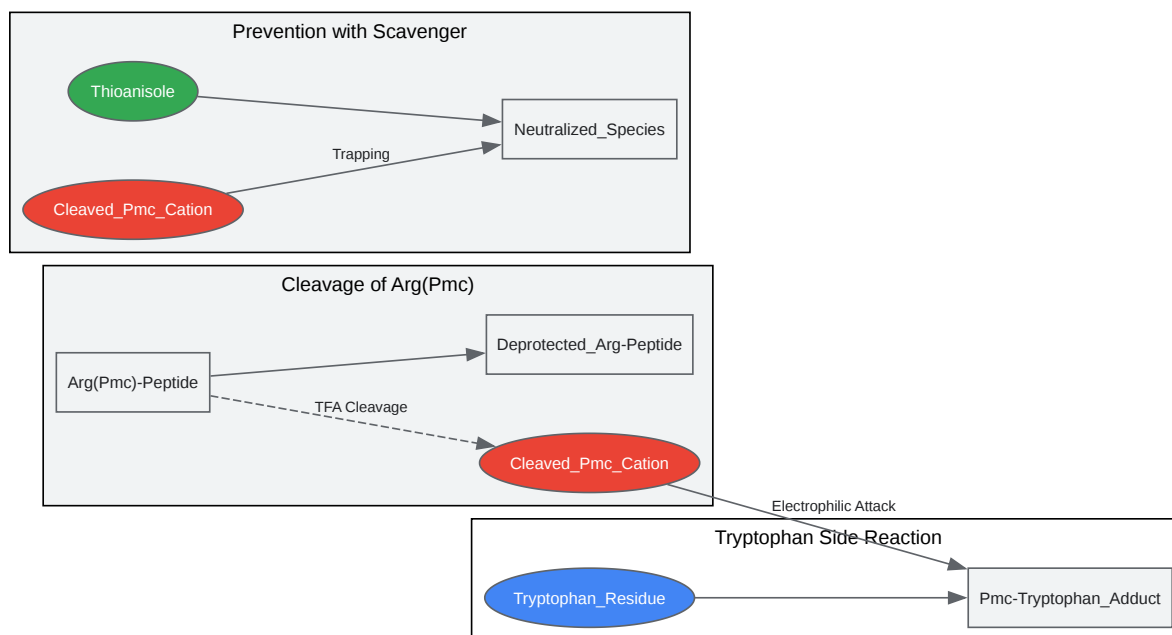 Prevention with Scavenger
Thioanisole
Neutralized_Species
Trapping
Cleaved_Pmc_Cation
Cleavage of Arg(Pmc)
Deprotected_Arg-Peptide
Arg(Pmc)-Peptide
TFA Cleavage
Cleaved_Pmc_Cation
Electrophilic Attack
Tryptophan Side Reaction
Tryptophan_Residue
Pmc-Tryptophan_Adduct